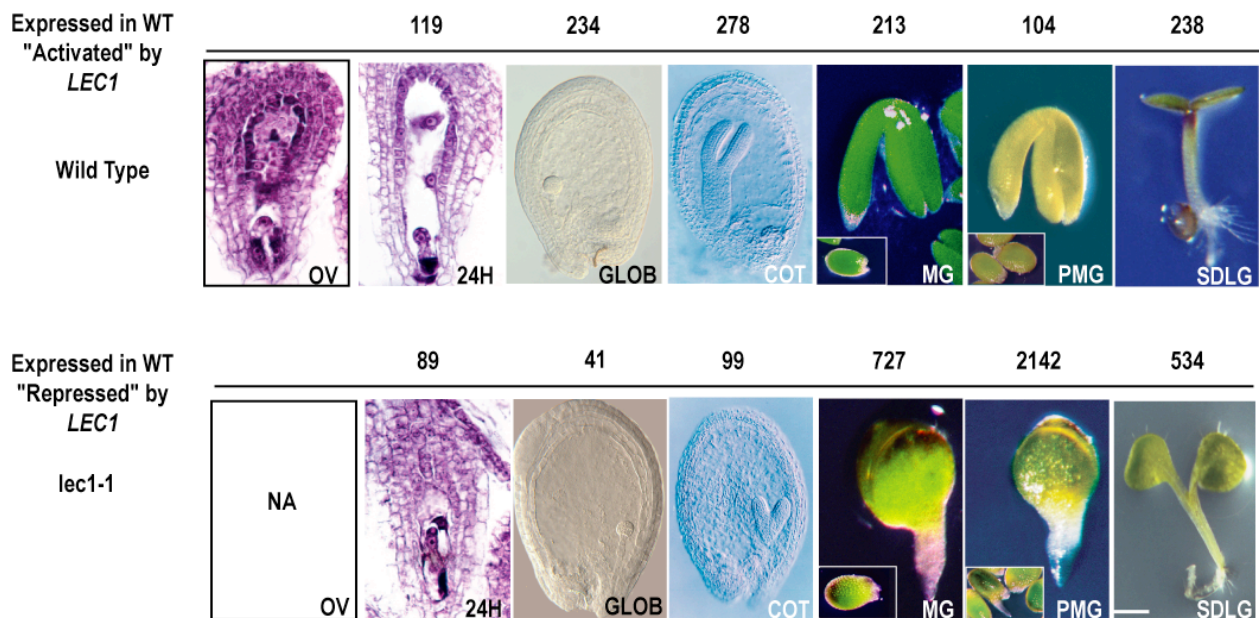 Expressed in WT
"Activated" by
LEC1
119 234 278 213 104 238
Wild Type
OV 24H GLOB COT MG PMG SDLG
Expressed in WT
"Repressed" by
LEC1
89 41 99 727 2142 534
lec1-1
NA
OV 24H GLOB COT MG PMG SDLG